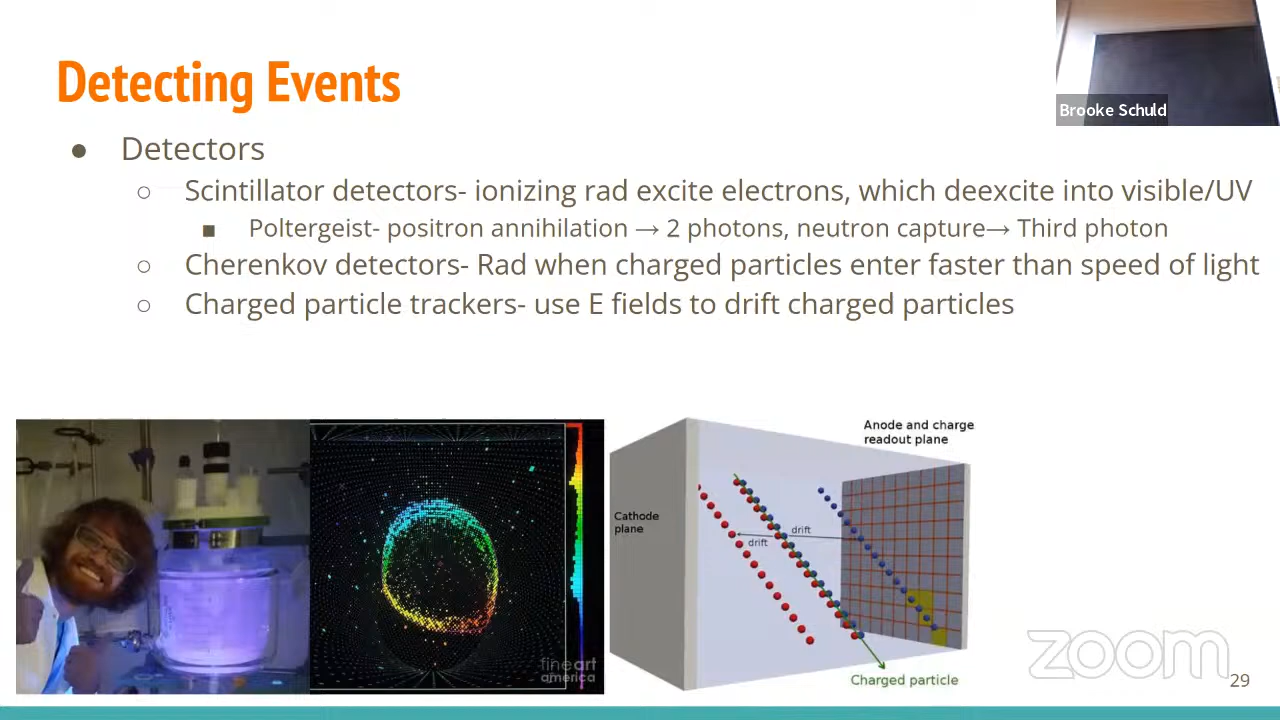 Detecting Events
Brooke Schuld
● Detectors
○ Scintillator detectors- ionizing rad excite electrons, which deexcite into visible/UV
■ Poltergeist- positron annihilation → 2 photons, neutron capture→ Third photon
○ Cherenkov detectors- Rad when charged particles enter faster than speed of light
○ Charged particle trackers- use E fields to drift charged particles
Anode and charge
readout plane
Cathode
plane
drift
drift
fineart
america
Charged particle
zoom
29